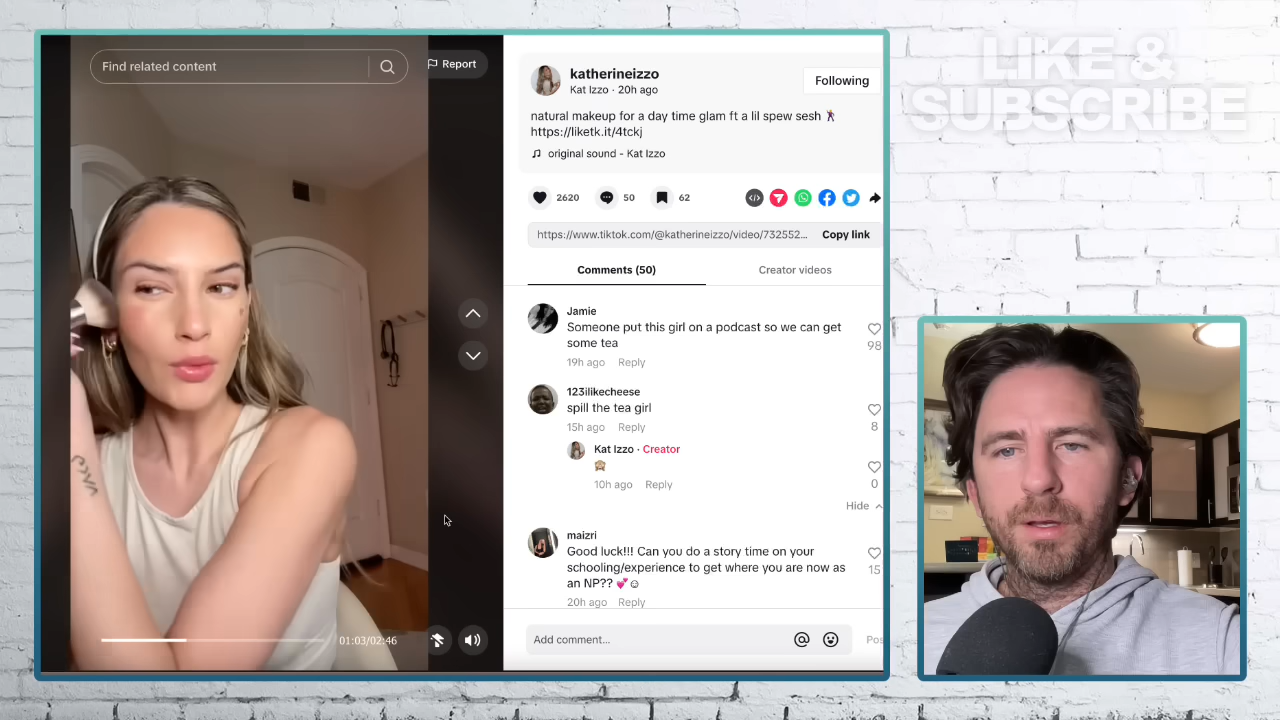 Find related content
Report
katherineizzo
Kat Izzo · 20h ago
Following
natural makeup for a day time glam ft a lil spew sesh
https://liketk.it/4tckj
original sound - Kat Izzo
2620
50
62
https://www.tiktok.com/@katherineizzo/video/732552...
Copy link
Comments (50)
Creator videos
Jamie
Someone put this girl on a podcast so we can get
some tea
98
19h ago
Reply
123ilikecheese
spill the tea girl
8
15h ago
Reply
Kat Izzo · Creator
0
10h ago
Reply
Hide
maizri
Good luck!!! Can you do a story time on your
schooling/experience to get where you are now as
an NP??
15
20h ago
Reply
Add comment...
Pos
01:03/02:46
LIKE &
SUBSCRIBE